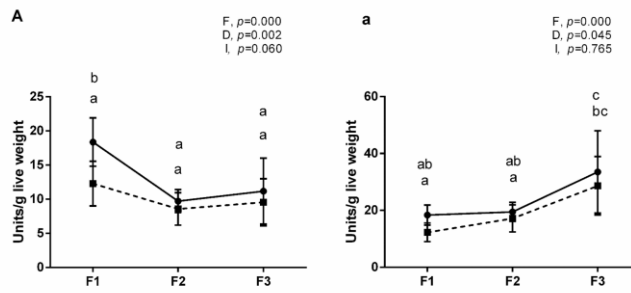 A
F, p=0.000
D, p=0.002
I, p=0.060
b
a
a
a
a
a
25
20
15
10
5
0
Units/g live weight
F1 F2 F3
a
F, p=0.000
D, p=0.045
I, p=0.765
c
bc
ab
a
ab
a
60
40
20
0
Units/g live weight
F1 F2 F3